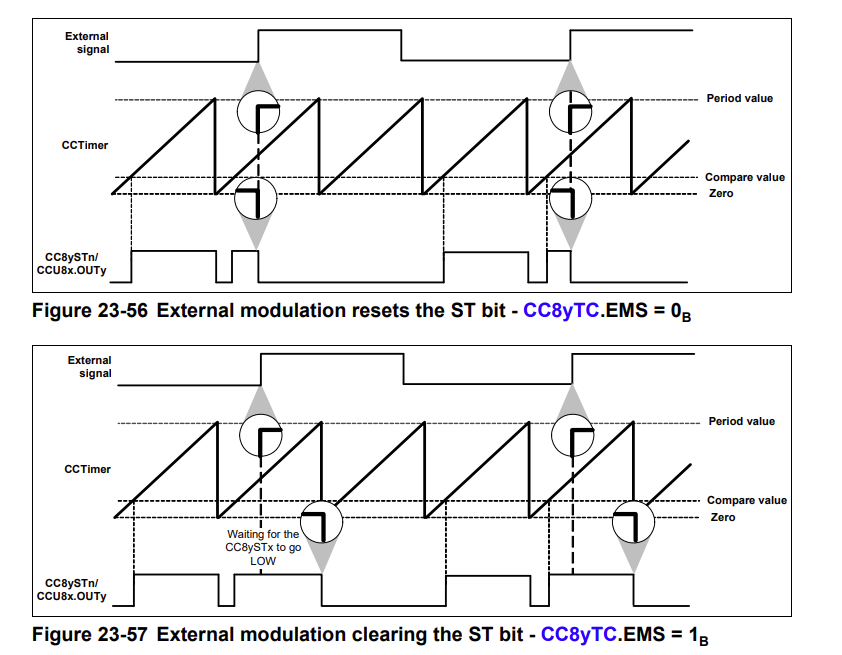 External
signal
Period value
CCTimer
Compare value
Zero
CC8ySTn/
CCU8x.OUTy
Figure 23-56 External modulation resets the ST bit - CC8yTC.EMS = 0B
External
signal
Period value
CCTimer
Compare value
Zero
Waiting for the
CC8ySTx to go
LOW
CC8ySTn/
CCU8x.OUTy
Figure 23-57 External modulation clearing the ST bit - CC8yTC.EMS = 1B